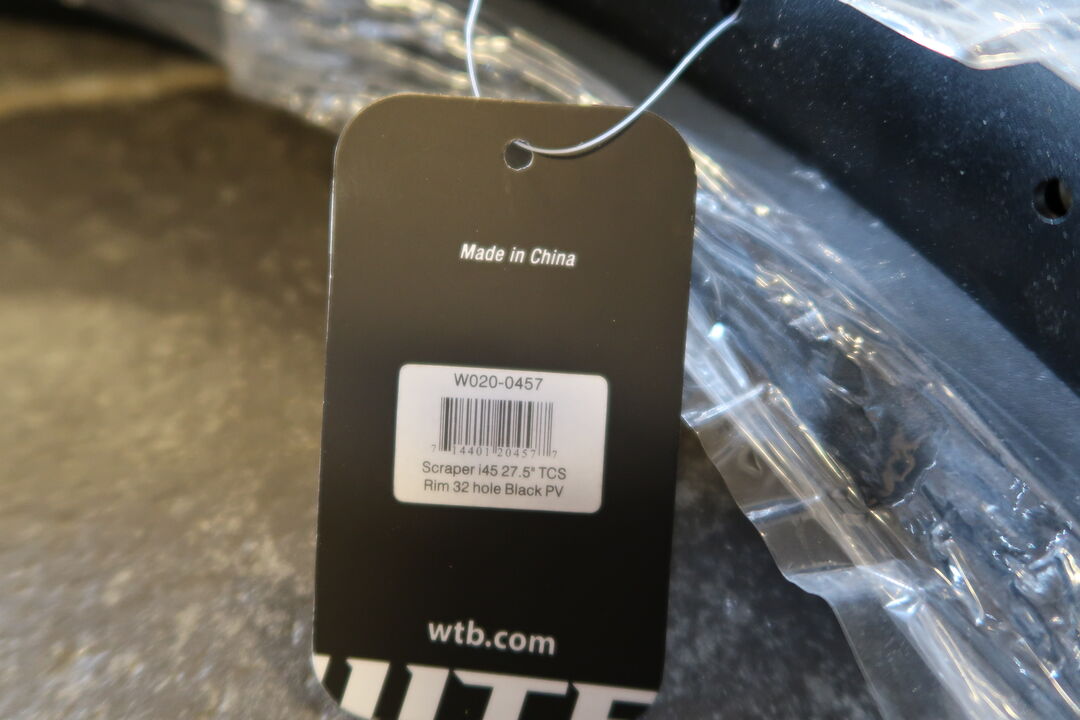 Made in China
W020-0457
7 14401 20457 7
Scraper i45 27.5" TCS
Rim 32 hole Black PV
wtb.com